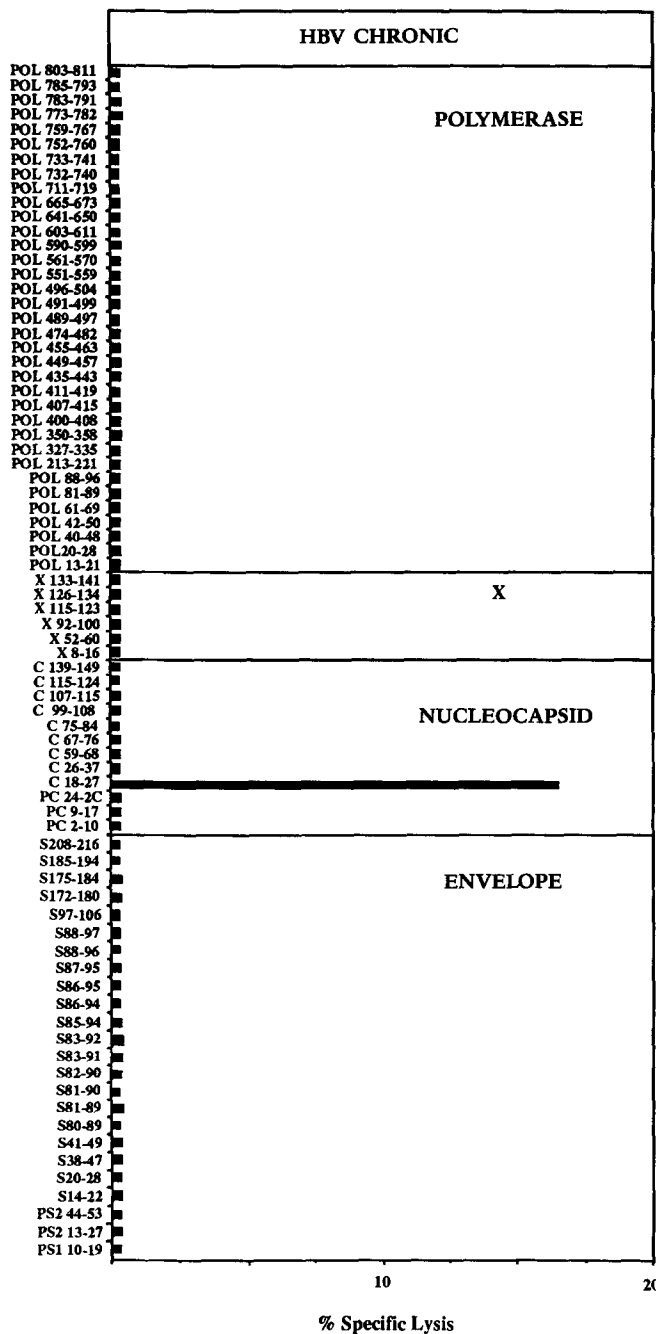 HBV CHRONIC
POL 803-811
POL 785-793
POL 783-791
POL 773-782
POLYMERASE
POL 759-767
POL 752-760
POL 733-741
POL 732-740
POL 711-719
POL 665-673
POL 641-650
POL 603-611
POL 590-599
POL 561-570
POL 551-559
POL 496-504
POL 491-499
POL 489-497
POL 474-482
POL 455-463
POL 449-457
POL 435-443
POL 411-419
POL 407-415
POL 400-408
POL 350-358
POL 327-335
POL 213-221
POL 88-96
POL 81-89
POL 61-69
POL 42-50
POL 40-48
POL20-28
POL 13-21
X 133-141
X 126-134
X
X 115-123
X 92-100
X 52-60
X 8-16
C 139-149
C 115-124
C 107-115
C 99-108
NUCLEOCAPSID
C 75-84
C 67-76
C 59-68
C 26-37
C 18-27
PC 24-2C
PC 9-17
PC 2-10
S208-216
S185-194
S175-184
ENVELOPE
S172-180
S97-106
S88-97
S88-96
S87-95
S86-95
S86-94
S85-94
S83-92
S83-91
S82-90
S81-90
S81-89
S80-89
S41-49
S38-47
S20-28
S14-22
PS2 44-53
PS2 13-27
PS1 10-19
10
20
% Specific Lysis